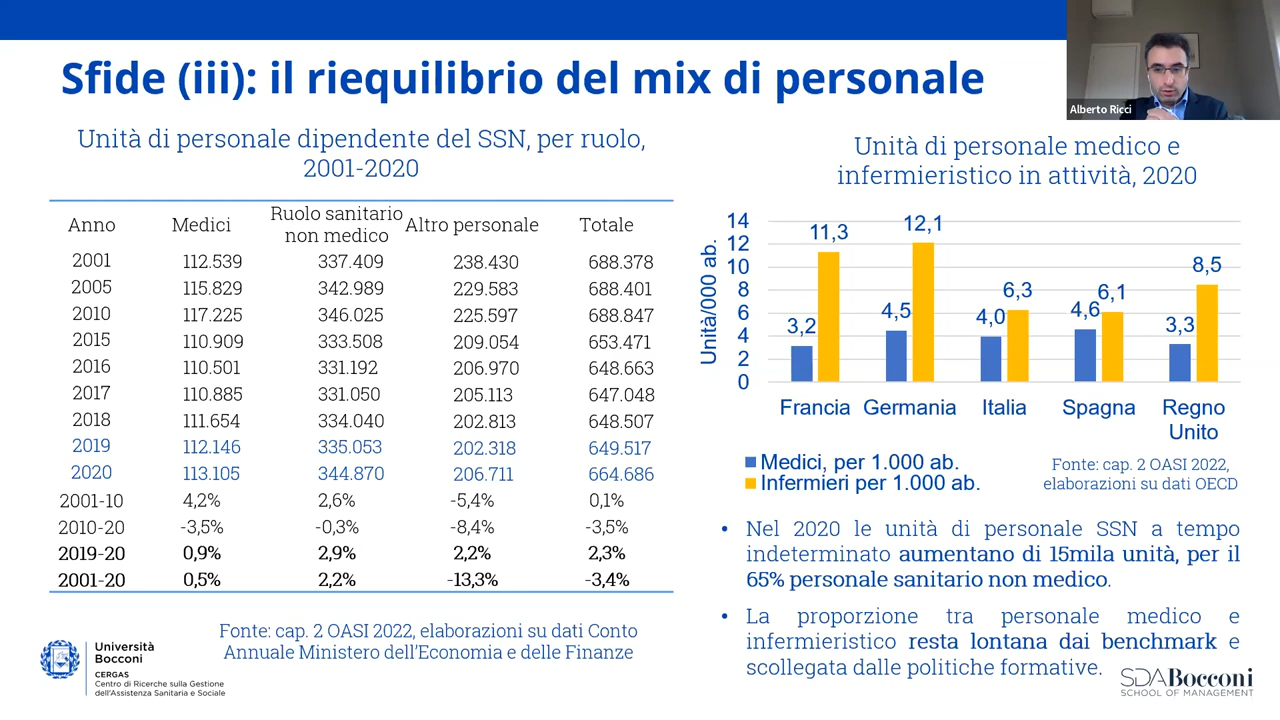 Sfide (iii): il riequilibrio del mix di personale
Alberto Ricci
Unità di personale dipendente del SSN, per ruolo,
2001-2020
Anno Medici Ruolo sanitario non medico Altro personale Totale
2001 112.539 337.409 238.430 688.378
2005 115.829 342.989 229.583 688.401
2010 117.225 346.025 225.597 688.847
2015 110.909 333.508 209.054 653.471
2016 110.501 331.192 206.970 648.663
2017 110.885 331.050 205.113 647.048
2018 111.654 334.040 202.813 648.507
2019 112.146 335.053 202.318 649.517
2020 113.105 344.870 206.711 664.686
2001-10 4,2% 2,6% -5,4% 0,1%
2010-20 -3,5% -0,3% -8,4% -3,5%
2019-20 0,9% 2,9% 2,2% 2,3%
2001-20 0,5% 2,2% -13,3% -3,4%
Fonte: cap. 2 OASI 2022, elaborazioni su dati Conto
Annuale Ministero dell'Economia e delle Finanze
Università
Bocconi
CERGAS
Centro di Ricerche sulla Gestione
dell'Assistenza Sanitaria e Sociale
Unità di personale medico e
infermieristico in attività, 2020
Unità/000 ab.
14
12
10
8
6
4
2
0
3,2 11,3
4,5 12,1
4,0 6,3
4,6 6,1
3,3 8,5
Francia Germania Italia Spagna Regno
Unito
Medici, per 1.000 ab.
Infermieri per 1.000 ab.
Fonte: cap. 2 OASI 2022,
elaborazioni su dati OECD
• Nel 2020 le unità di personale SSN a tempo
indeterminato aumentano di 15mila unità, per il
65% personale sanitario non medico.
• La proporzione tra personale medico e
infermieristico resta lontana dai benchmark e
scollegata dalle politiche formative.
SDA Bocconi
SCHOOL OF MANAGEMENT